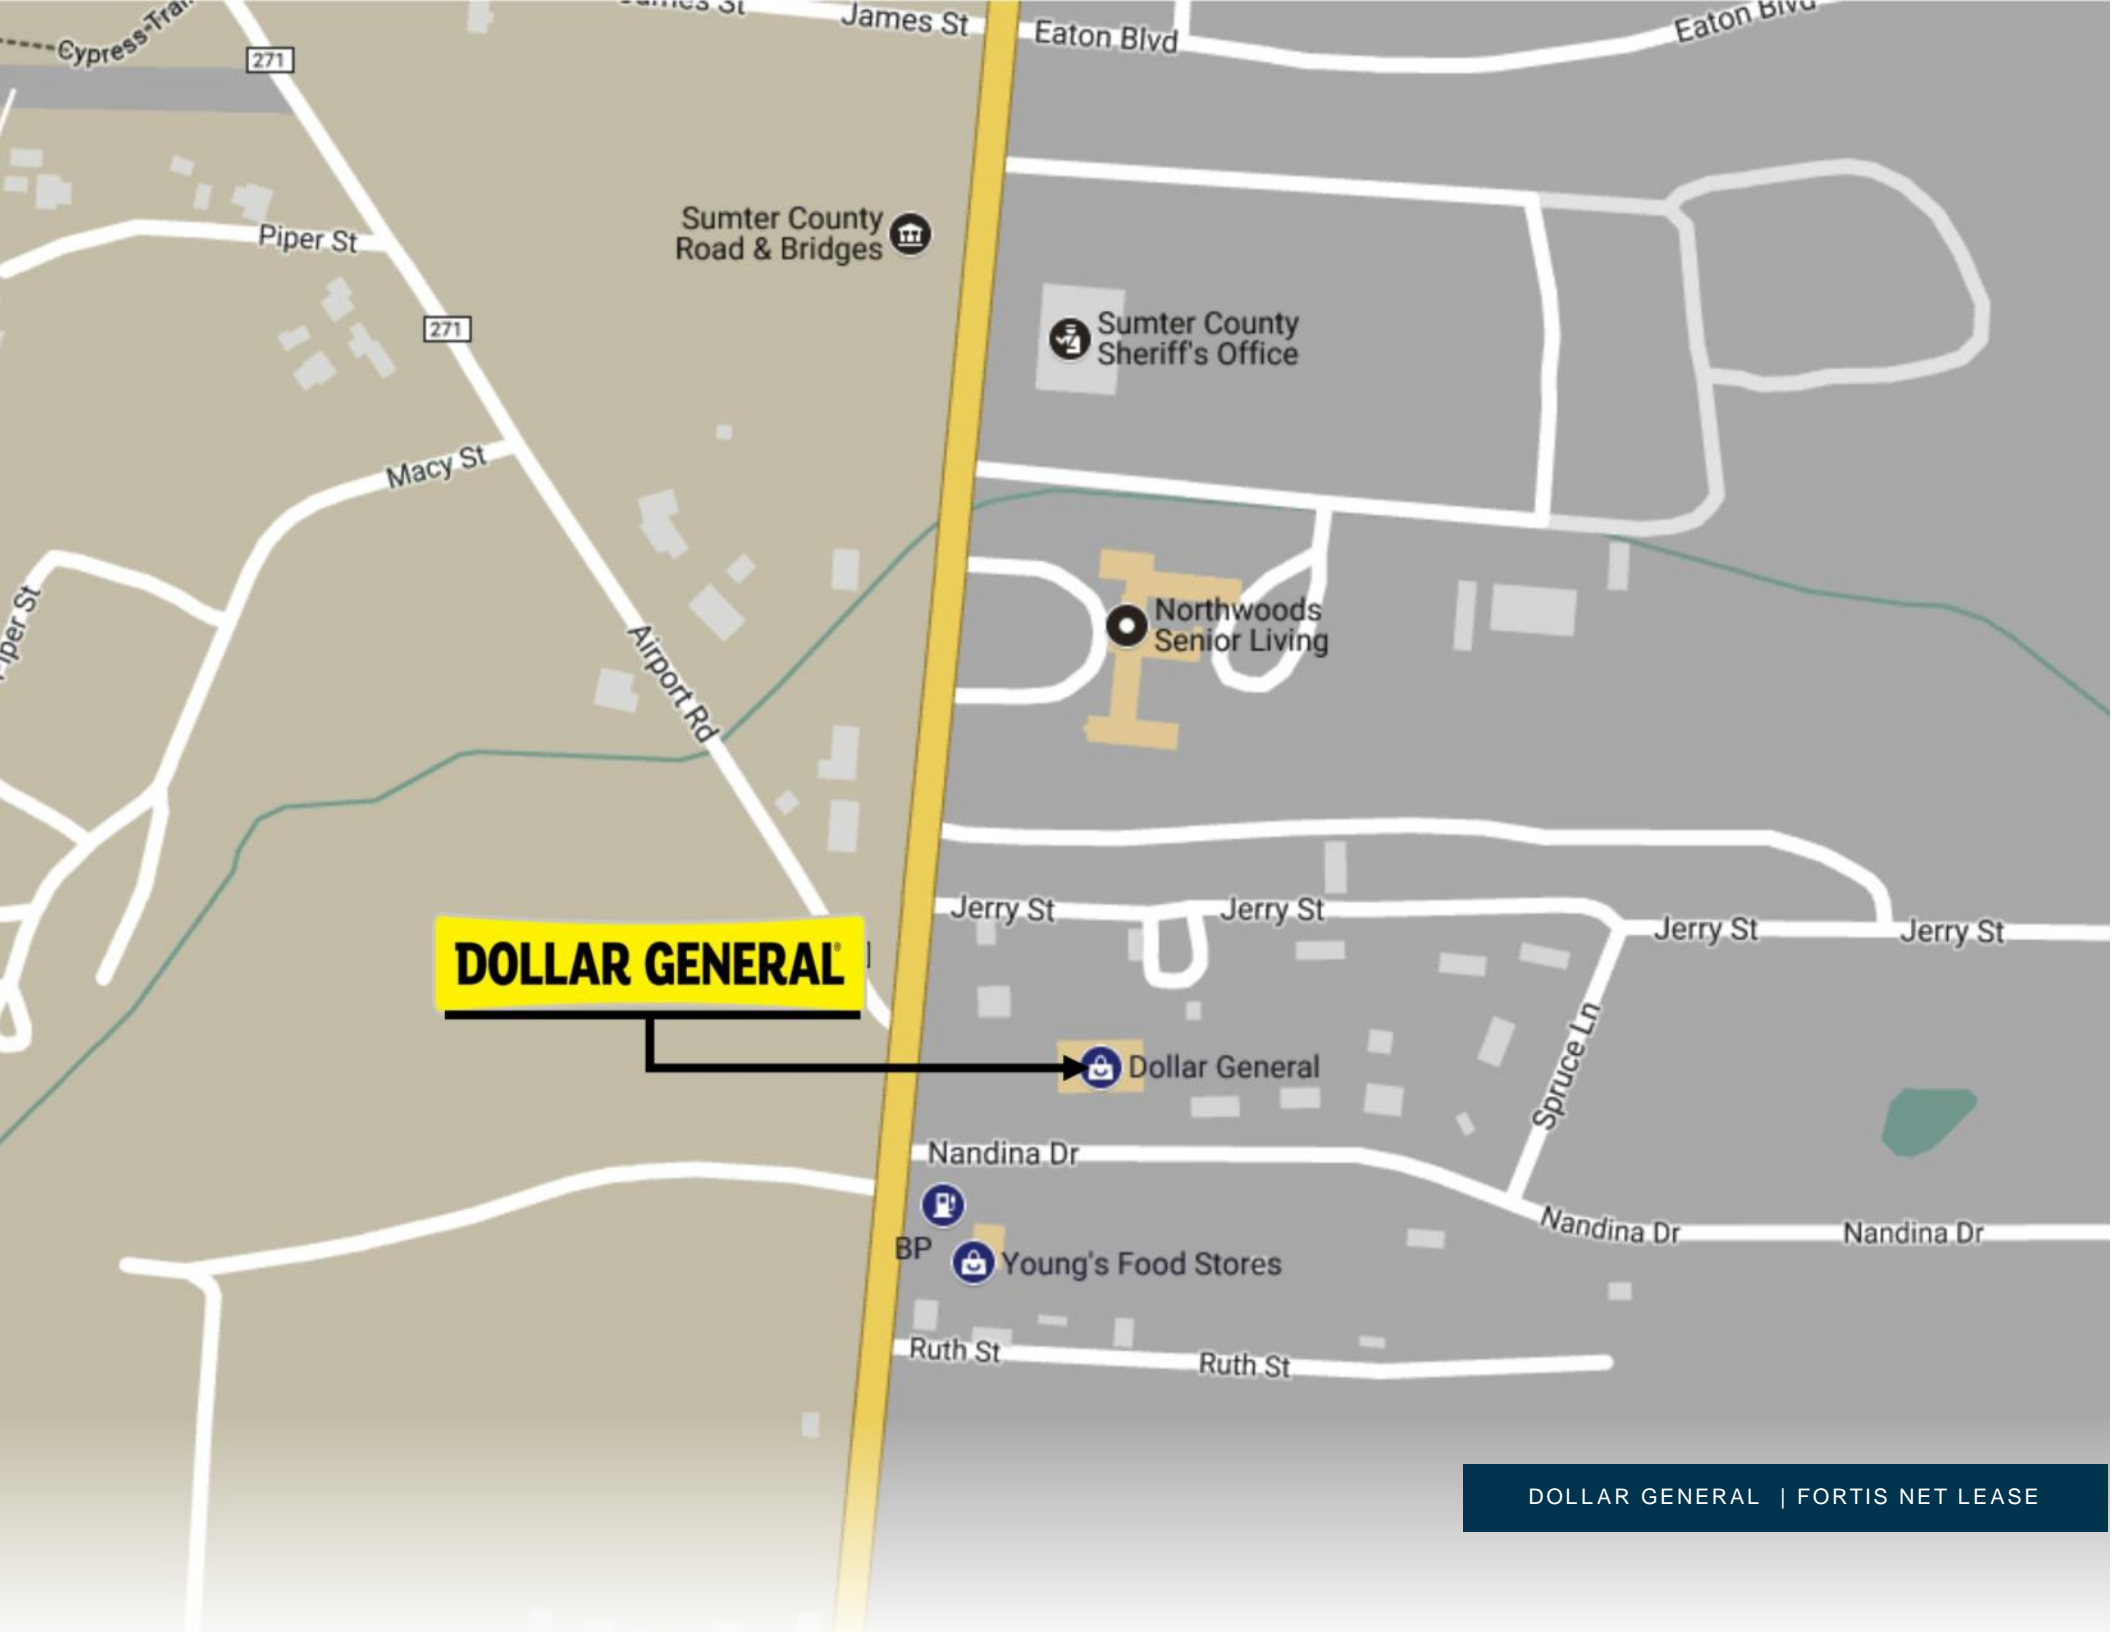 James St
James St
Eaton Blvd
Eaton Blvd
Cypress-Trai
271
Piper St
Sumter County
Road & Bridges
271
Sumter County
Sheriff's Office
Macy St
Piper St
Northwoods
Senior Living
Airport Rd
Jerry St
Jerry St
Jerry St
Jerry St
DOLLAR GENERAL®
Spruce Ln
Dollar General
Nandina Dr
Nandina Dr
Nandina Dr
BP
Young's Food Stores
Ruth St
Ruth St
DOLLAR GENERAL | FORTIS NET LEASE